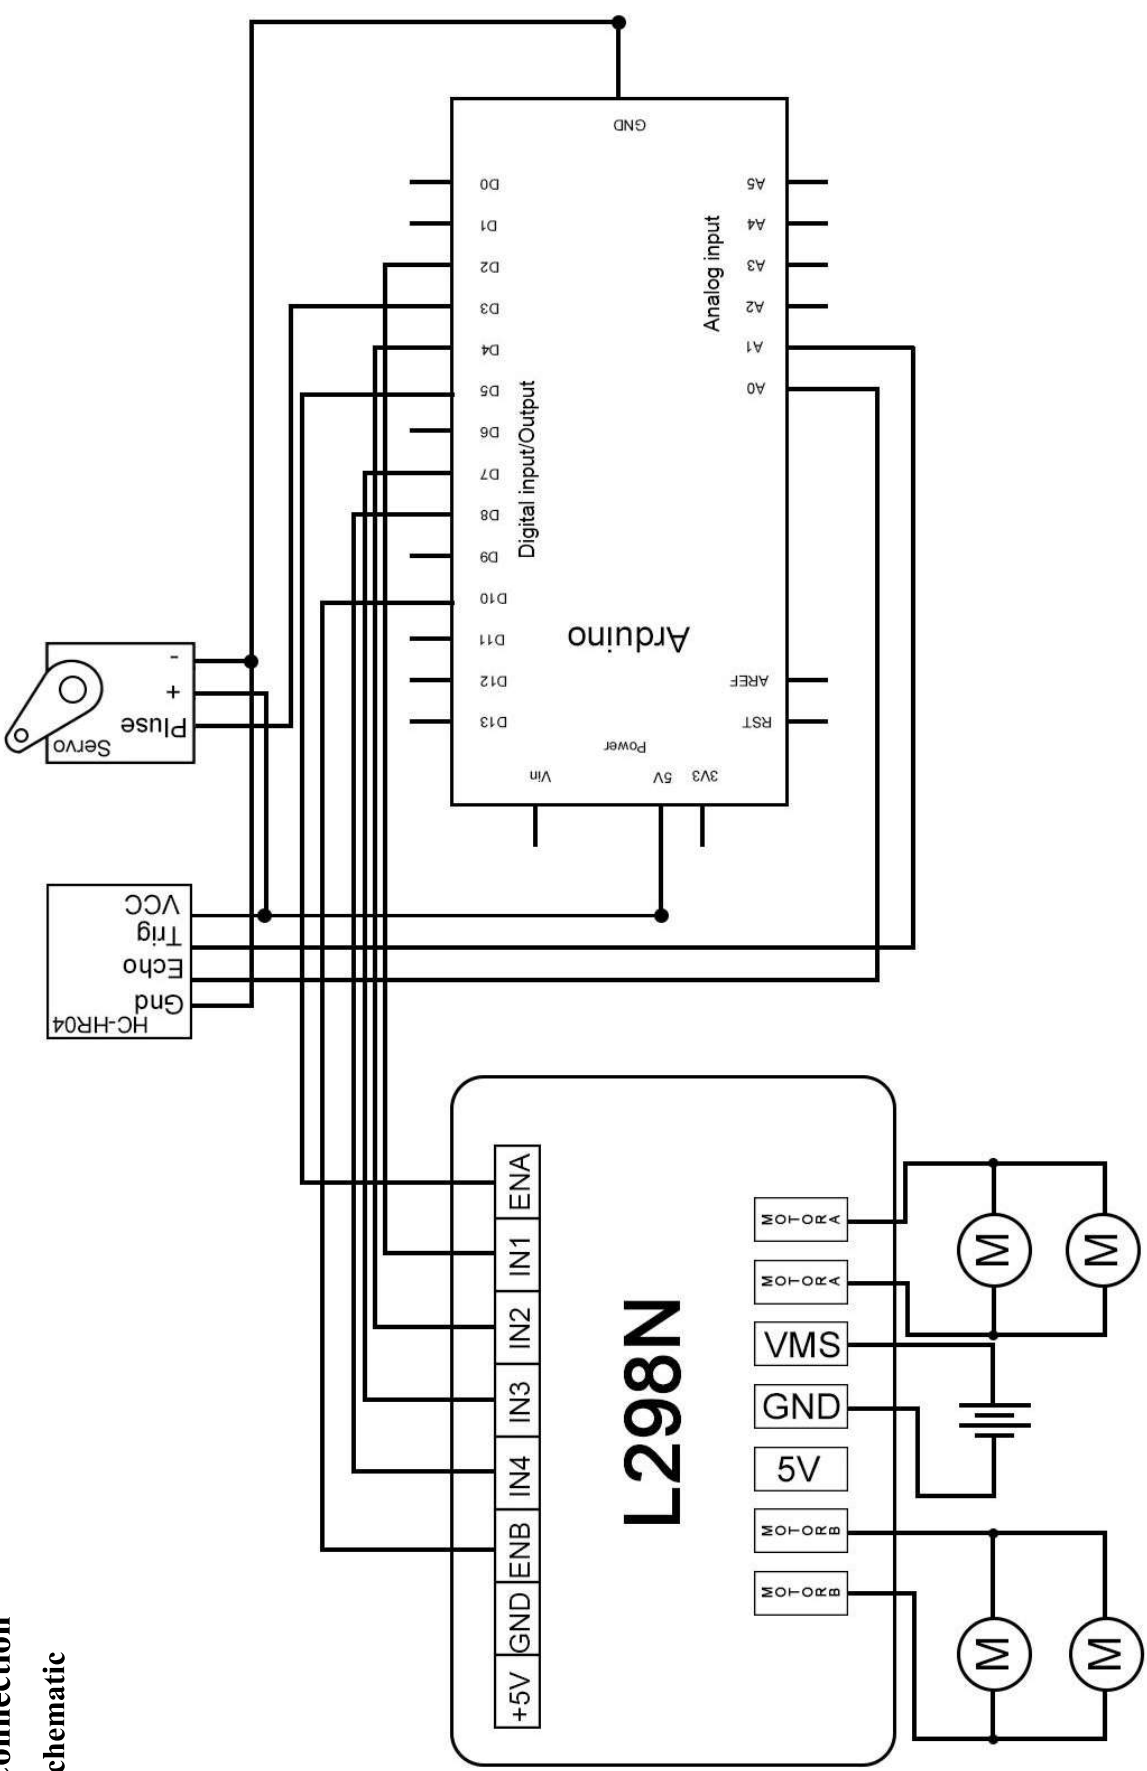 onnection
chematic
GND
D0
D1
D2
D3
D4
D5
D6
D7
D8
D9
D10
D11
D12
D13
Digital input/Output
A5
A4
A3
A2
A1
A0
Analog input
Arduino
AREF
RST
Power
Vin
5V
3V3
-
+
Pluse
Servo
VCC
Trig
Echo
Gnd
HC-HR04
ENA
IN1
IN2
IN3
IN4
ENB
GND
+5V
L298N
MOTORA
MOTORA
VMS
GND
5V
MOTORB
MOTORB
M
M
M
M